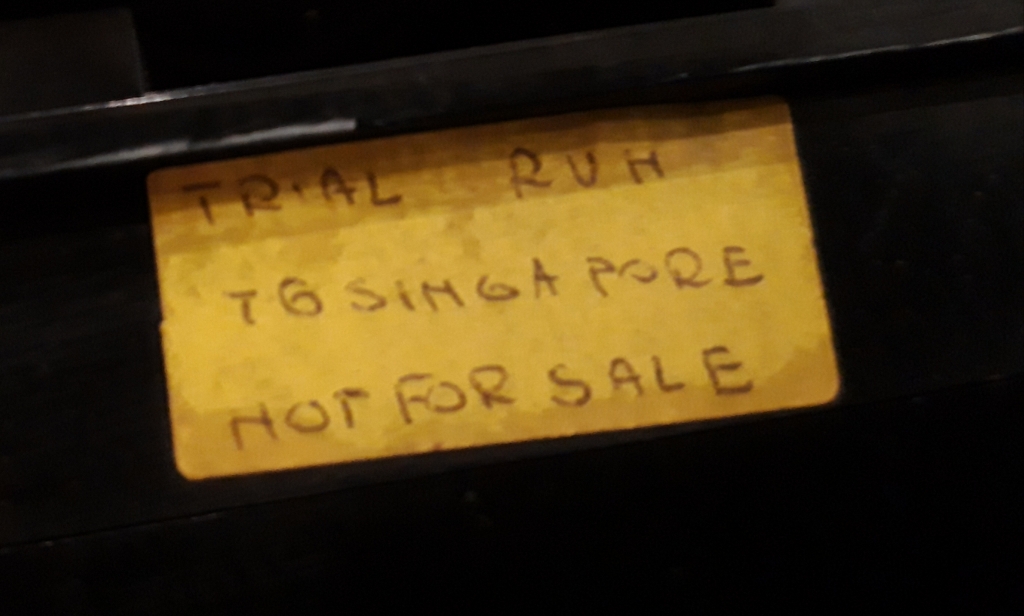 TRIAL RUN
TO SINGAPORE
NOT FOR SALE